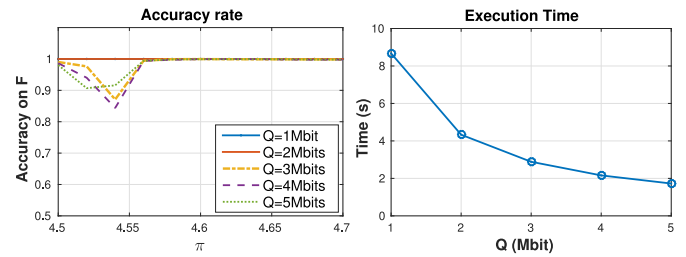 Accuracy rate
Accuracy on F
1
0.9
0.8
0.7
0.6
0.5
4.5
4.55
4.6
4.65
4.7
π
Q=1Mbit
Q=2Mbits
Q=3Mbits
Q=4Mbits
Q=5Mbits
Execution Time
Time (s)
10
8
6
4
2
0
1
2
3
4
5
Q (Mbit)